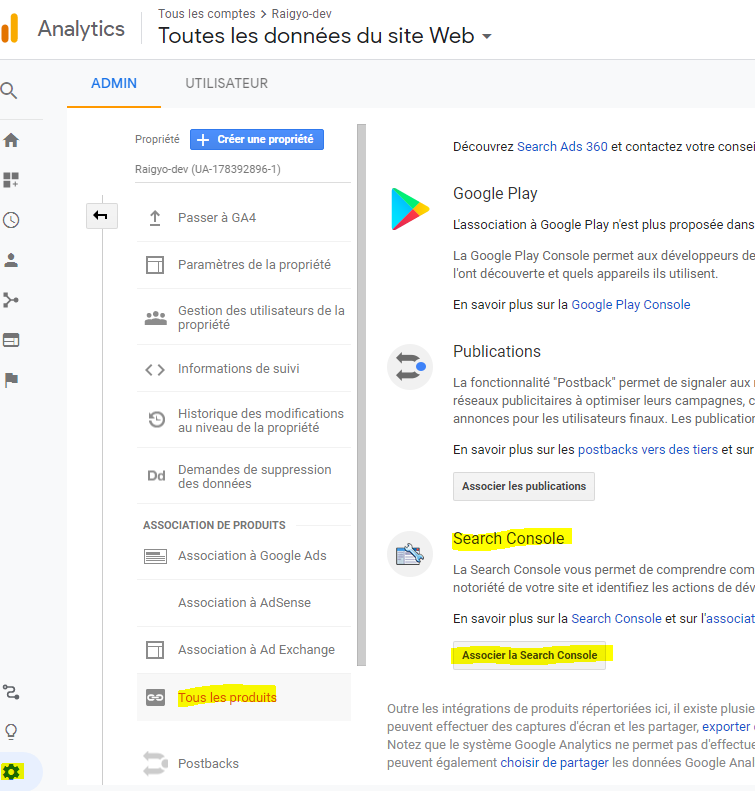 Analytics
Tous les comptes > Raigyo-dev
Toutes les données du site Web
ADMIN
UTILISATEUR
Propriété
Créer une propriété
Raigyo-dev (UA-178392896-1)
Passer à GA4
Paramètres de la propriété
Gestion des utilisateurs de la
propriété
Informations de suivi
Historique des modifications
au niveau de la propriété
Dd
Demandes de suppression
des données
ASSOCIATION DE PRODUITS
Association à Google Ads
Association à AdSense
Association à Ad Exchange
Tous les produits
Postbacks
Découvrez Search Ads 360 et contactez votre consei
Google Play
L'association à Google Play n'est plus proposée dans
La Google Play Console permet aux développeurs de
l'ont découverte et quels appareils ils utilisent.
En savoir plus sur la Google Play Console
Publications
La fonctionnalité "Postback" permet de signaler aux
réseaux publicitaires à optimiser leurs campagnes, c
annonces pour les utilisateurs finaux. Les publication
En savoir plus sur les postbacks vers des tiers et sur
Associer les publications
Search Console
La Search Console vous permet de comprendre com
notoriété de votre site et identifiez les actions de dév
En savoir plus sur la Search Console et sur l'associat
Associer la Search Console
Outre les intégrations de produits répertoriées ici, il existe plusie
peuvent effectuer des captures d'écran et les partager, exporter
Notez que le système Google Analytics ne permet pas d'effectue
peuvent également choisir de partager les données Google Anal